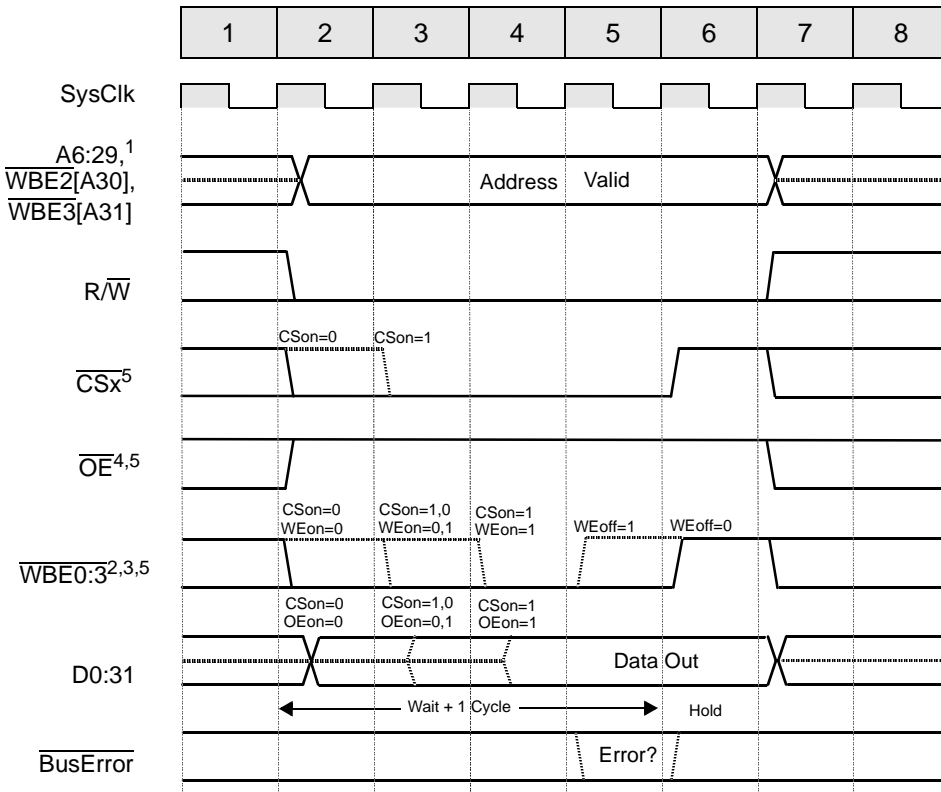 1 2 3 4 5 6 7 8
SysClk
A6:29,1
WBE2[A30],
WBE3[A31]
Address Valid
R/W
CSon=0 CSon=1
CSx5
OE4,5
CSon=0 CSon=1,0 CSon=1
WEon=0 WEon=0,1 WEon=1 WEoff=1 WEoff=0
WBE0:32,3,5
CSon=0 CSon=1,0 CSon=1
OEon=0 OEon=0,1 OEon=1
D0:31
Data Out
Wait + 1 Cycle Hold
BusError
Error?